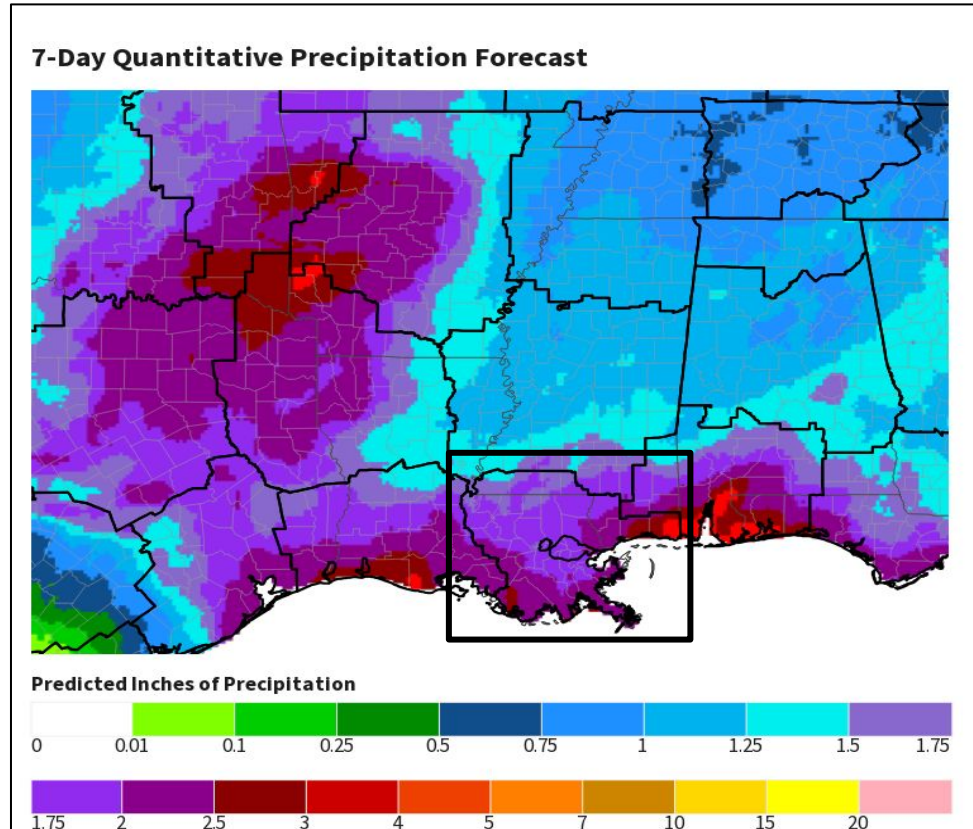 7-Day Quantitative Precipitation Forecast
Predicted Inches of Precipitation
0 0.01 0.1 0.25 0.5 0.75 1 1.25 1.5 1.75
1.75 2 2.5 3 4 5 7 10 15 20